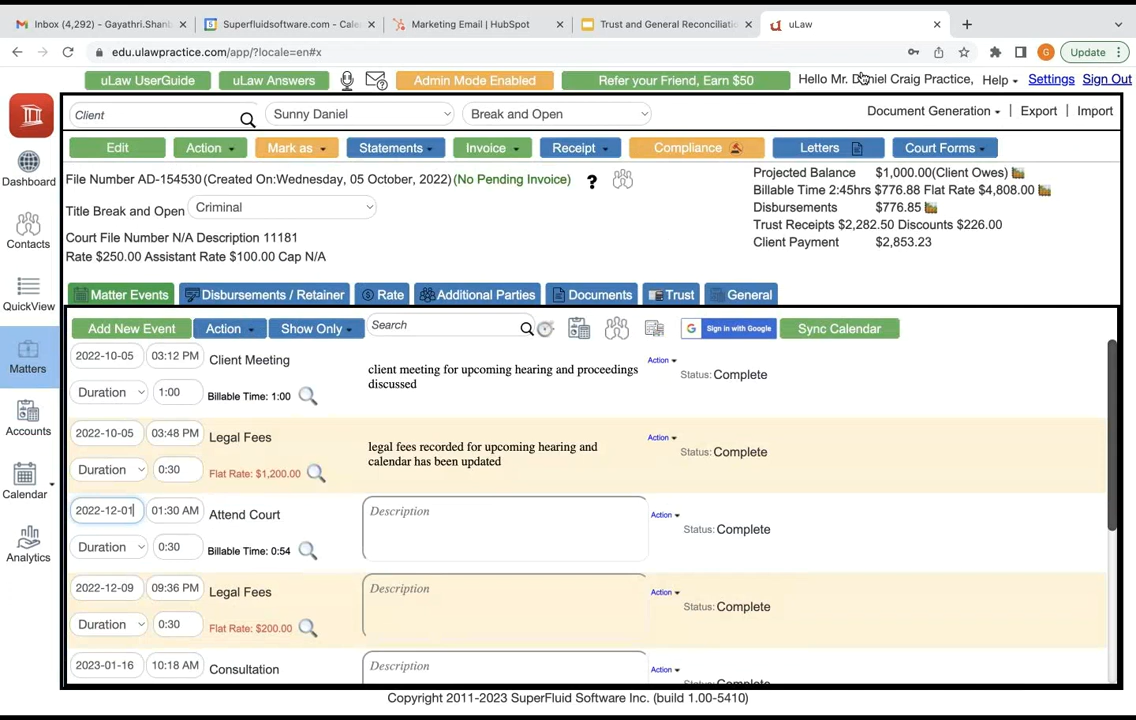 Inbox (4,292) - Gayathri.Shanb
Superfluidsoftware.com - Cale
Marketing Email | HubSpot
Trust and General Reconciliatio
uLaw
edu.ulawpractice.com/app/?locale=en#x
G
Update
uLaw UserGuide
uLaw Answers
Admin Mode Enabled
Refer your Friend, Earn $50
Hello Mr. Daniel Craig Practice,
Help
Settings
Sign Out
Client
Sunny Daniel
Break and Open
Document Generation
| Export | Import
Edit
Action
Mark as
Statements
Invoice
Receipt
Compliance
Letters
Court Forms
Dashboard
Contacts
QuickView
Matters
Accounts
Calendar
Analytics
File Number AD-154530(Created On:Wednesday, 05 October, 2022)(No Pending Invoice) ?
Title Break and Open
Criminal
Court File Number N/A Description 11181
Rate $250.00 Assistant Rate $100.00 Cap N/A
Projected Balance $1,000.00(Client Owes)
Billable Time 2:45hrs $776.88 Flat Rate $4,808.00
Disbursements $776.85
Trust Receipts $2,282.50 Discounts $226.00
Client Payment $2,853.23
Matter Events
Disbursements / Retainer
Rate
Additional Parties
Documents
Trust
General
Add New Event
Action
Show Only
Search
G Sign in with Google
Sync Calendar
2022-10-05 03:12 PM Client Meeting
client meeting for upcoming hearing and proceedings
discussed
Action
Status: Complete
Duration 1:00 Billable Time: 1:00
2022-10-05 03:48 PM Legal Fees
legal fees recorded for upcoming hearing and
calendar has been updated
Action
Status: Complete
Duration 0:30 Flat Rate: $1,200.00
2022-12-01 01:30 AM Attend Court
Description
Action
Status: Complete
Duration 0:30 Billable Time: 0:54
2022-12-09 09:36 PM Legal Fees
Description
Action
Status: Complete
Duration 0:30 Flat Rate: $200.00
2023-01-16 10:18 AM Consultation
Description
Action
Status: Complete
Copyright 2011-2023 SuperFluid Software Inc. (build 1.00-5410)